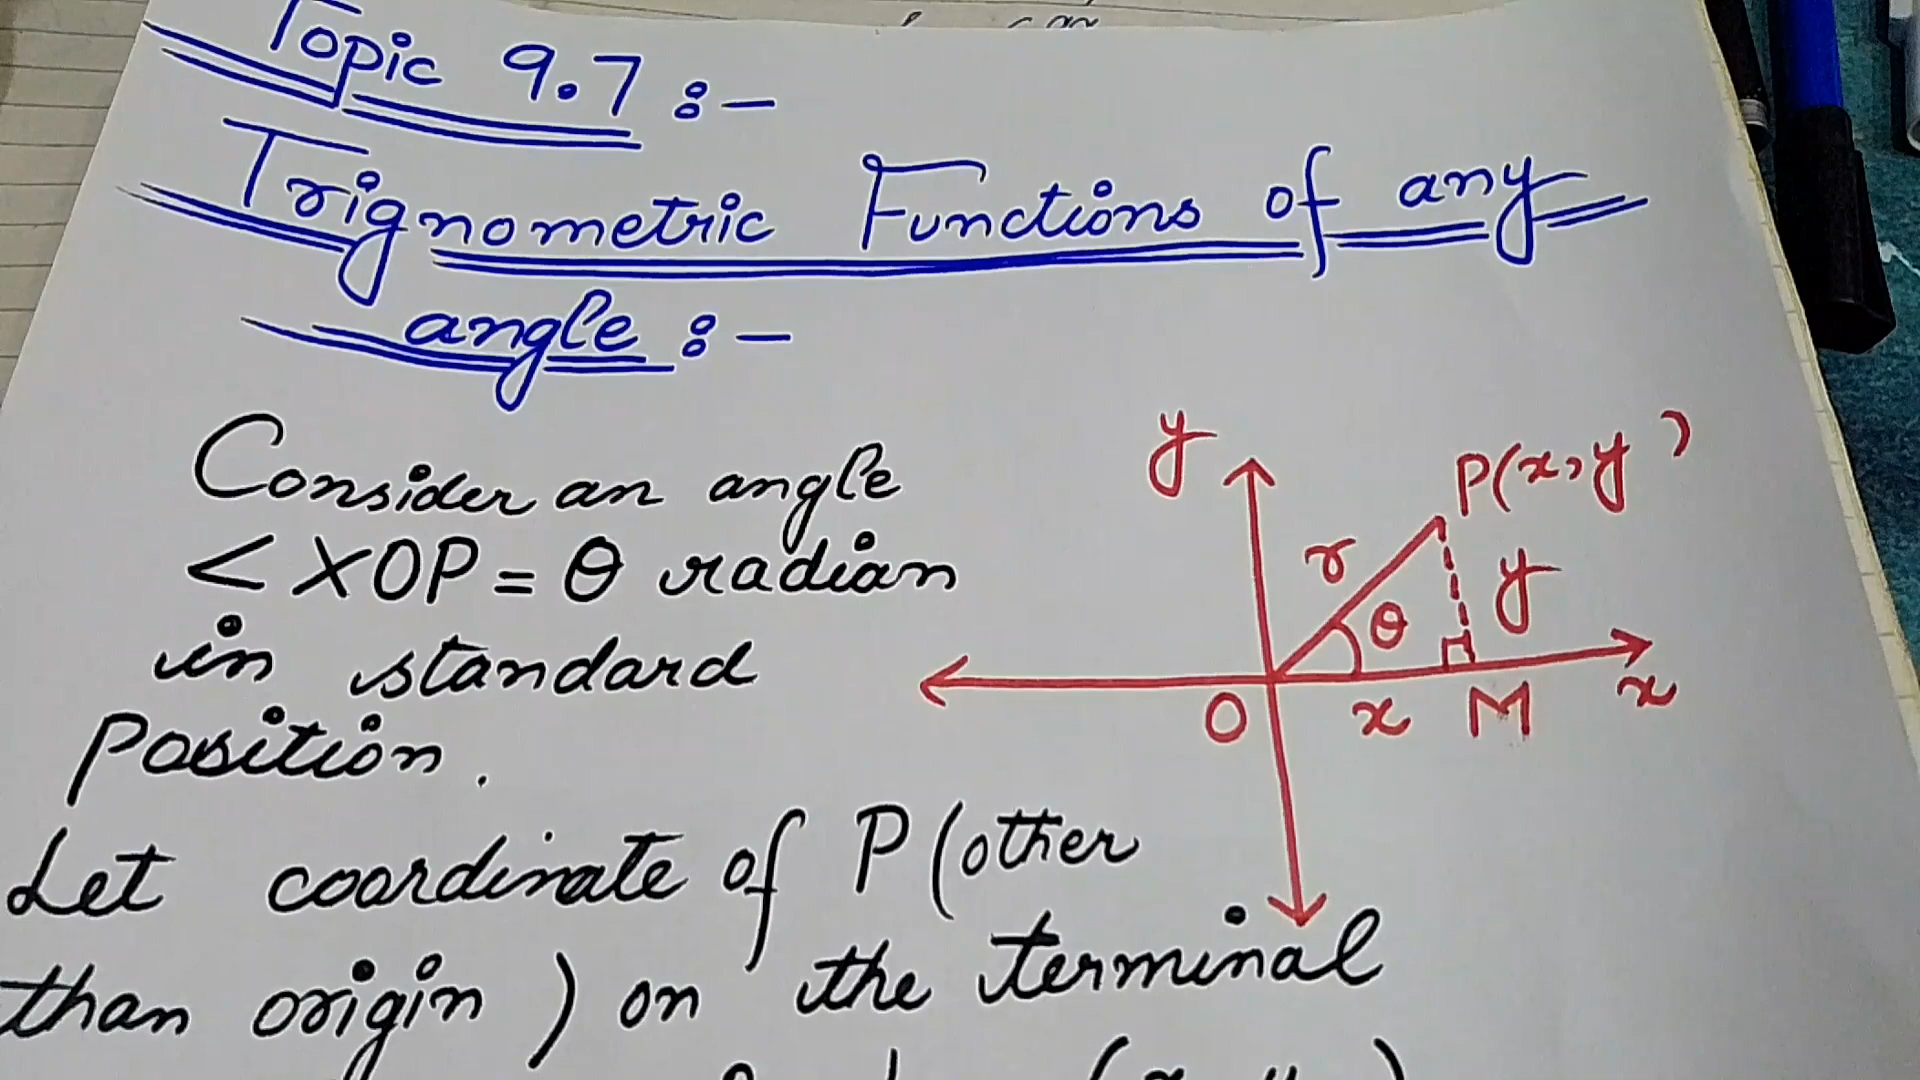 Topic 9.7 :-
Trignometric Functions of any
angle :-
Consider an angle
< XOP = θ radian
in standard
Position.
y
P(x,y)
r
θ
y
O
x
M
x
Let coordinate of P (other
than origin) on the terminal